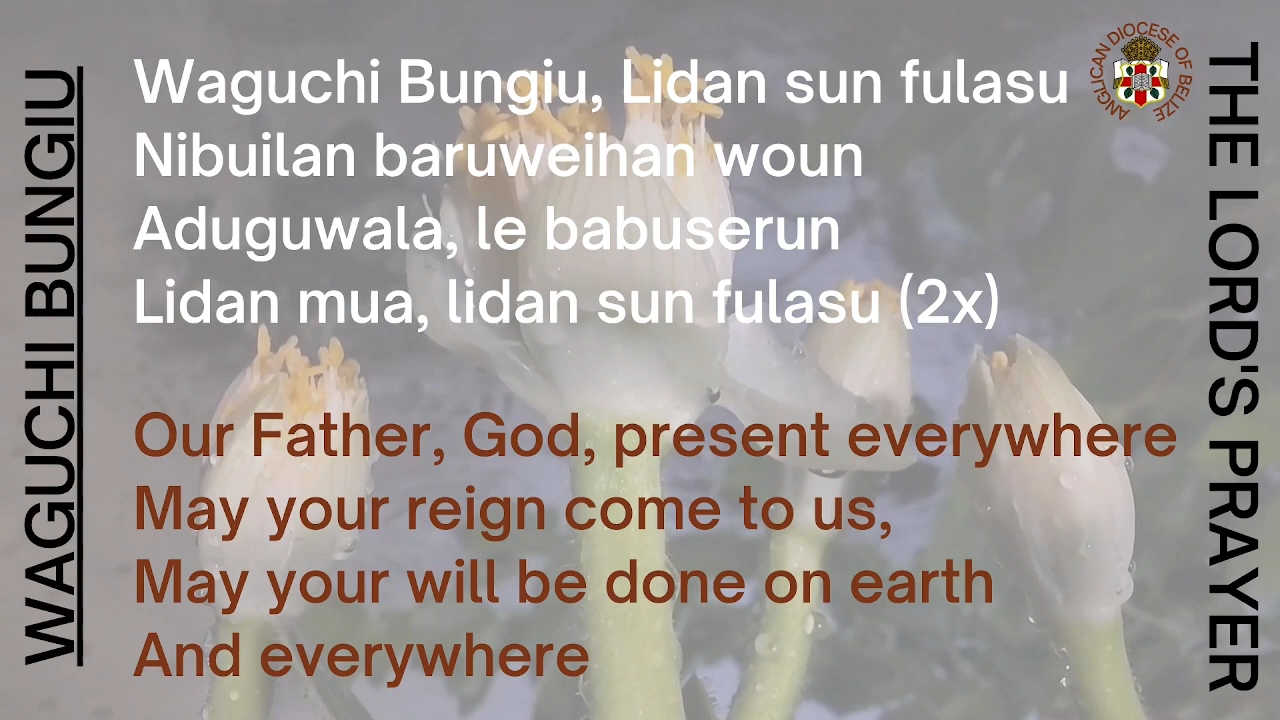 WAGUCHI BUNGIU
Waguchi Bungiu, Lidan sun fulasu
Nibuilan baruweihan woun
Aduguwala, le babuserun
Lidan mua, lidan sun fulasu (2x)
Our Father, God, present everywhere
May your reign come to us,
May your will be done on earth
And everywhere
ANGLICAN DIOCESE OF BELIZE
THE LORD'S PRAYER